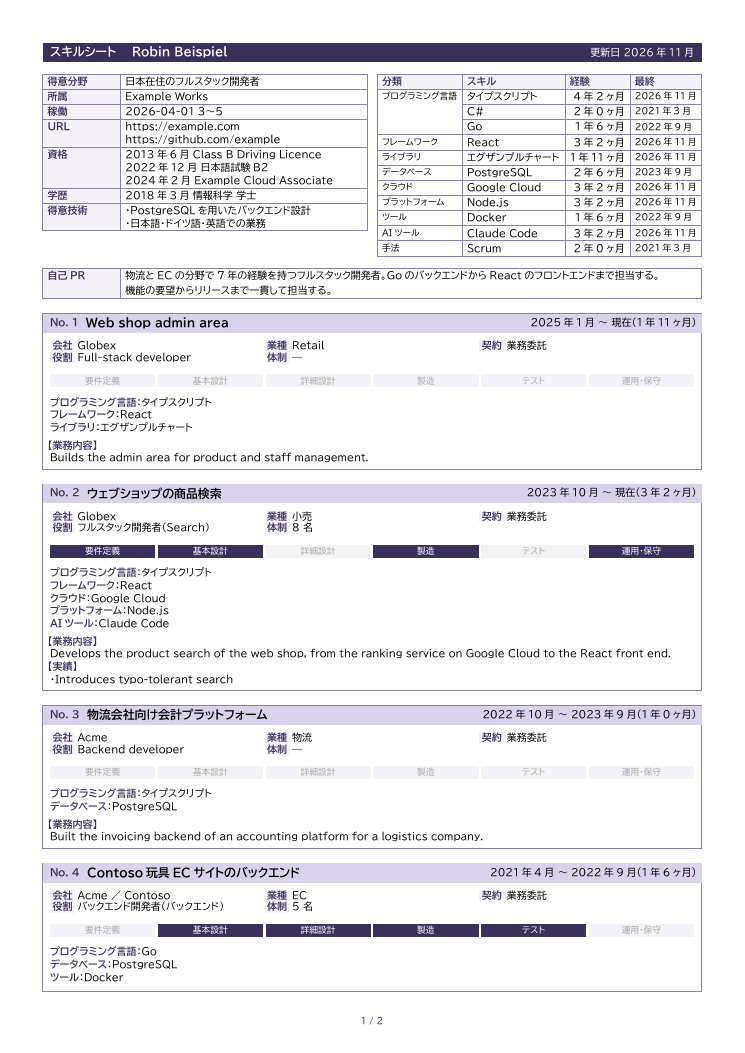 スキルシート Robin Beispiel 更新日 2026 年 11 月
得意分野 日本在住のフルスタック開発者
所属 Example Works
稼働 2026-04-01 3～5
URL https://example.com
https://github.com/example
資格 2013 年 6 月 Class B Driving Licence
2022 年 12 月 日本語試験 B2
2024 年 2 月 Example Cloud Associate
学歴 2018 年 3 月 情報科学 学士
得意技術 ・PostgreSQL を用いたバックエンド設計
・日本語・ドイツ語・英語での業務
分類 スキル 経験 最終
プログラミング言語 タイプスクリプト 4 年 2 ヶ月 2026 年 11 月
C# 2 年 0 ヶ月 2021 年 3 月
Go 1 年 6 ヶ月 2022 年 9 月
フレームワーク React 3 年 2 ヶ月 2026 年 11 月
ライブラリ エグザンプルチャート 1 年 11 ヶ月 2026 年 11 月
データベース PostgreSQL 2 年 6 ヶ月 2023 年 9 月
クラウド Google Cloud 3 年 2 ヶ月 2026 年 11 月
プラットフォーム Node.js 3 年 2 ヶ月 2026 年 11 月
ツール Docker 1 年 6 ヶ月 2022 年 9 月
AI ツール Claude Code 3 年 2 ヶ月 2026 年 11 月
手法 Scrum 2 年 0 ヶ月 2021 年 3 月
自己 PR 物流と EC の分野で 7 年の経験を持つフルスタック開発者。Go のバックエンドから React のフロントエンドまで担当する。
機能の要望からリリースまで一貫して担当する。
No. 1 Web shop admin area 2025 年 1 月 ～ 現在(1 年 11 ヶ月)
会社 Globex 業種 Retail 契約 業務委託
役割 Full-stack developer 体制 ―
要件定義 基本設計 詳細設計 製造 テスト 運用・保守
プログラミング言語：タイプスクリプト
フレームワーク：React
ライブラリ：エグザンプルチャート
【業務内容】
Builds the admin area for product and staff management.
No. 2 ウェブショップの商品検索 2023 年 10 月 ～ 現在(3 年 2 ヶ月)
会社 Globex 業種 小売 契約 業務委託
役割 フルスタック開発者(Search) 体制 8 名
要件定義 基本設計 詳細設計 製造 テスト 運用・保守
プログラミング言語：タイプスクリプト
フレームワーク：React
クラウド：Google Cloud
プラットフォーム：Node.js
AI ツール：Claude Code
【業務内容】
Develops the product search of the web shop, from the ranking service on Google Cloud to the React front end.
【実績】
・Introduces typo-tolerant search
No. 3 物流会社向け会計プラットフォーム 2022 年 10 月 ～ 2023 年 9 月(1 年 0 ヶ月)
会社 Acme 業種 物流 契約 業務委託
役割 Backend developer 体制 ―
要件定義 基本設計 詳細設計 製造 テスト 運用・保守
プログラミング言語：タイプスクリプト
データベース：PostgreSQL
【業務内容】
Built the invoicing backend of an accounting platform for a logistics company.
No. 4 Contoso 玩具 EC サイトのバックエンド 2021 年 4 月 ～ 2022 年 9 月(1 年 6 ヶ月)
会社 Acme ／ Contoso 業種 EC 契約 業務委託
役割 バックエンド開発者(バックエンド) 体制 5 名
要件定義 基本設計 詳細設計 製造 テスト 運用・保守
プログラミング言語：Go
データベース：PostgreSQL
ツール：Docker
1 / 2